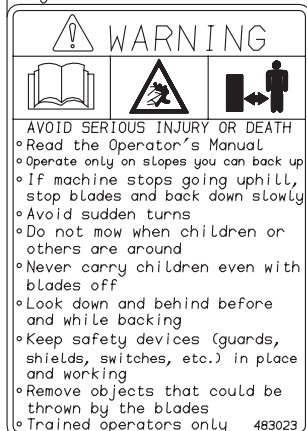 WARNING
AVOID SERIOUS INJURY OR DEATH
° Read the Operator's Manual
° Operate only on slopes you can back up
° If machine stops going uphill,
stop blades and back down slowly
° Avoid sudden turns
° Do not mow when children or
others are around
° Never carry children even with
blades off
° Look down and behind before
and while backing
° Keep safety devices (guards,
shields, switches, etc.) in place
and working
° Remove objects that could be
thrown by the blades
° Trained operators only 483023